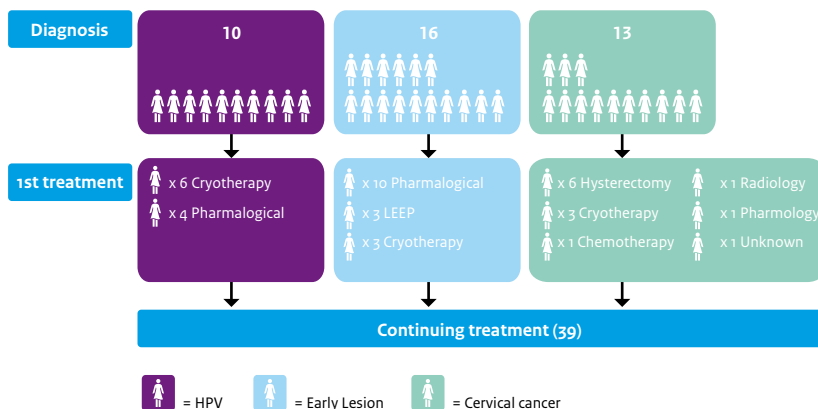 Diagnosis
10
16
13
1st treatment
x 6 Cryotherapy
x 4 Pharmalogical
x 10 Pharmalogical
x 3 LEEP
x 3 Cryotherapy
x 6 Hysterectomy
x 3 Cryotherapy
x 1 Chemotherapy
x 1 Radiology
x 1 Pharmology
x 1 Unknown
Continuing treatment (39)
= HPV
= Early Lesion
= Cervical cancer